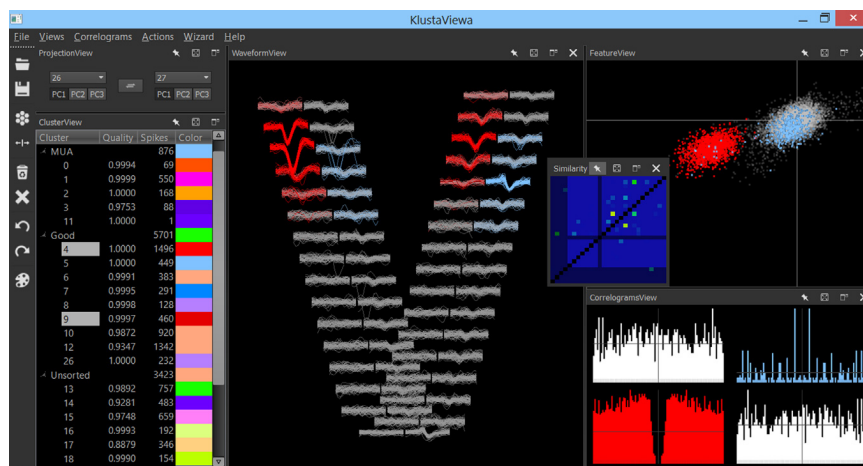 KlustaViewa
File Views Correlograms Actions Wizard Help
ProjectionView
26 27
PC1 PC2 PC3 PC1 PC2 PC3
ClusterView
Cluster Quality Spikes Color
MUA 876
0 0.9994 69
1 0.9999 550
2 1.0000 168
3 0.9753 88
11 1.0000 1
Good 5701
4 1.0000 1496
5 1.0000 449
6 0.9991 383
7 0.9995 291
8 0.9998 128
9 0.9997 460
10 0.9872 920
12 0.9347 1342
26 1.0000 232
Unsorted 3423
13 0.9892 757
14 0.9281 483
15 0.9748 659
16 0.9993 192
17 0.8879 346
18 0.9990 154
WaveformView
FeatureView
Similarity
CorrelogramsView